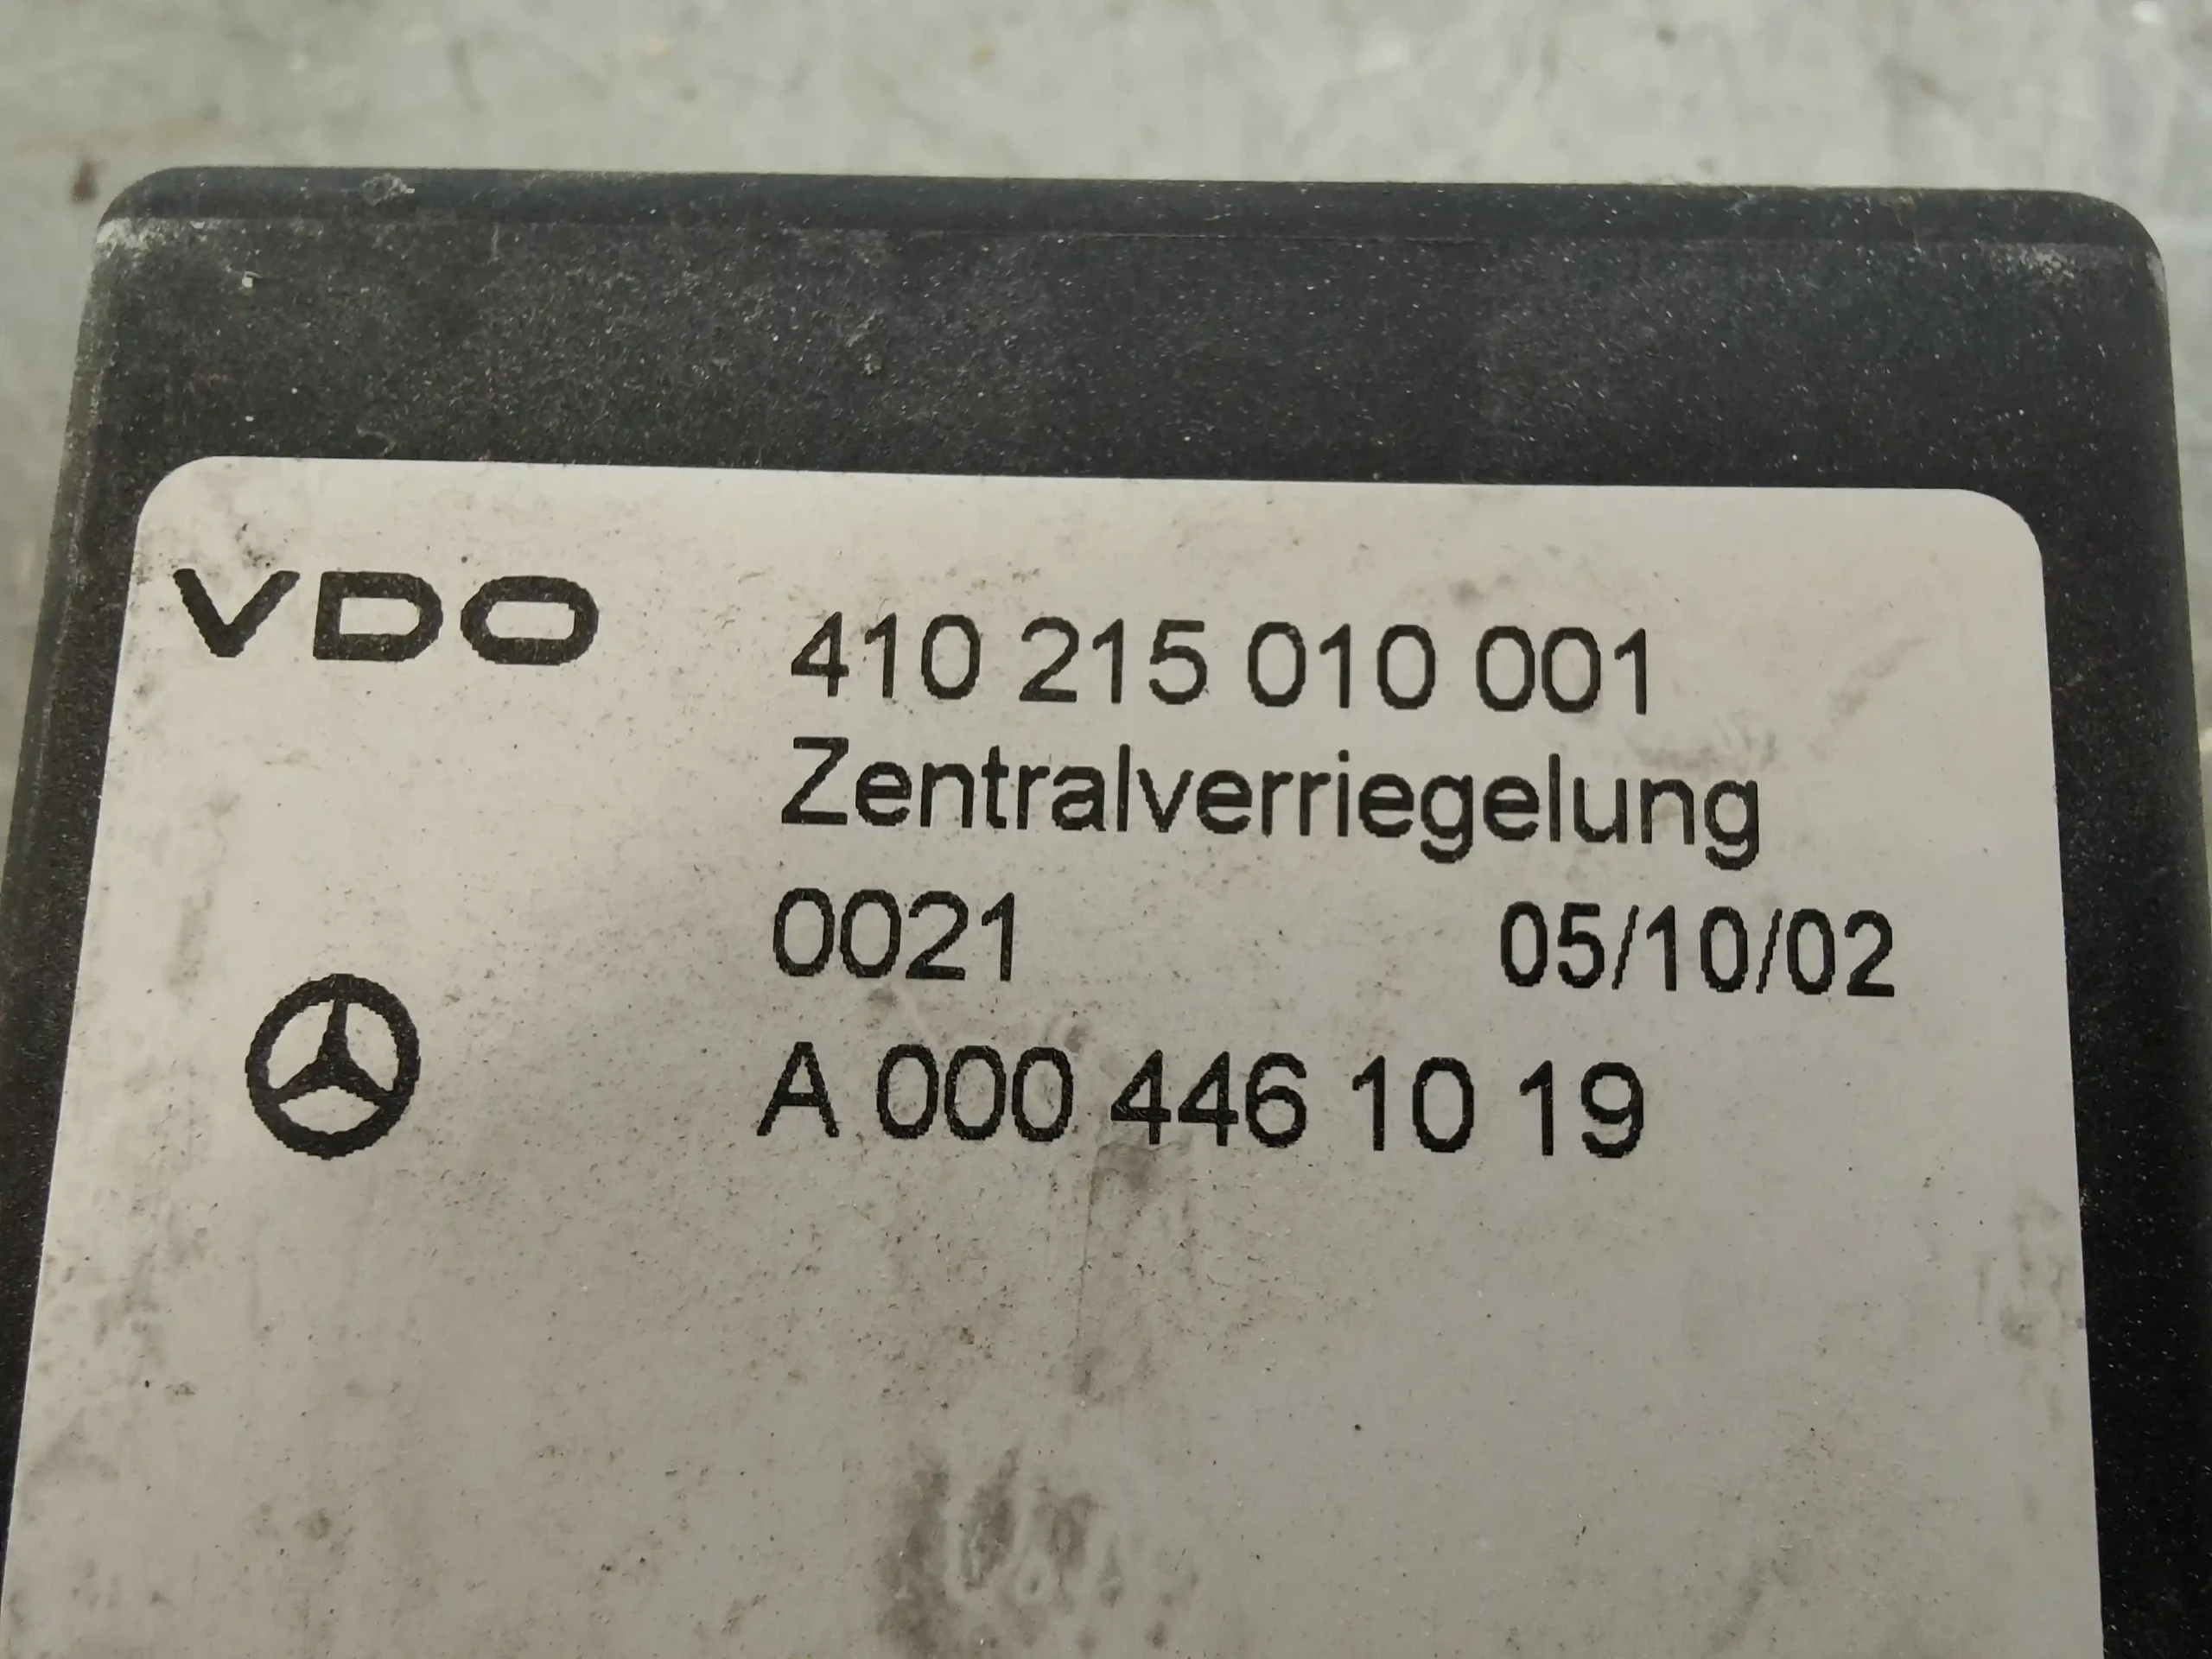 VDO 410 215 010 001
Zentralverriegelung
0021 05/10/02
A 000 446 10 19